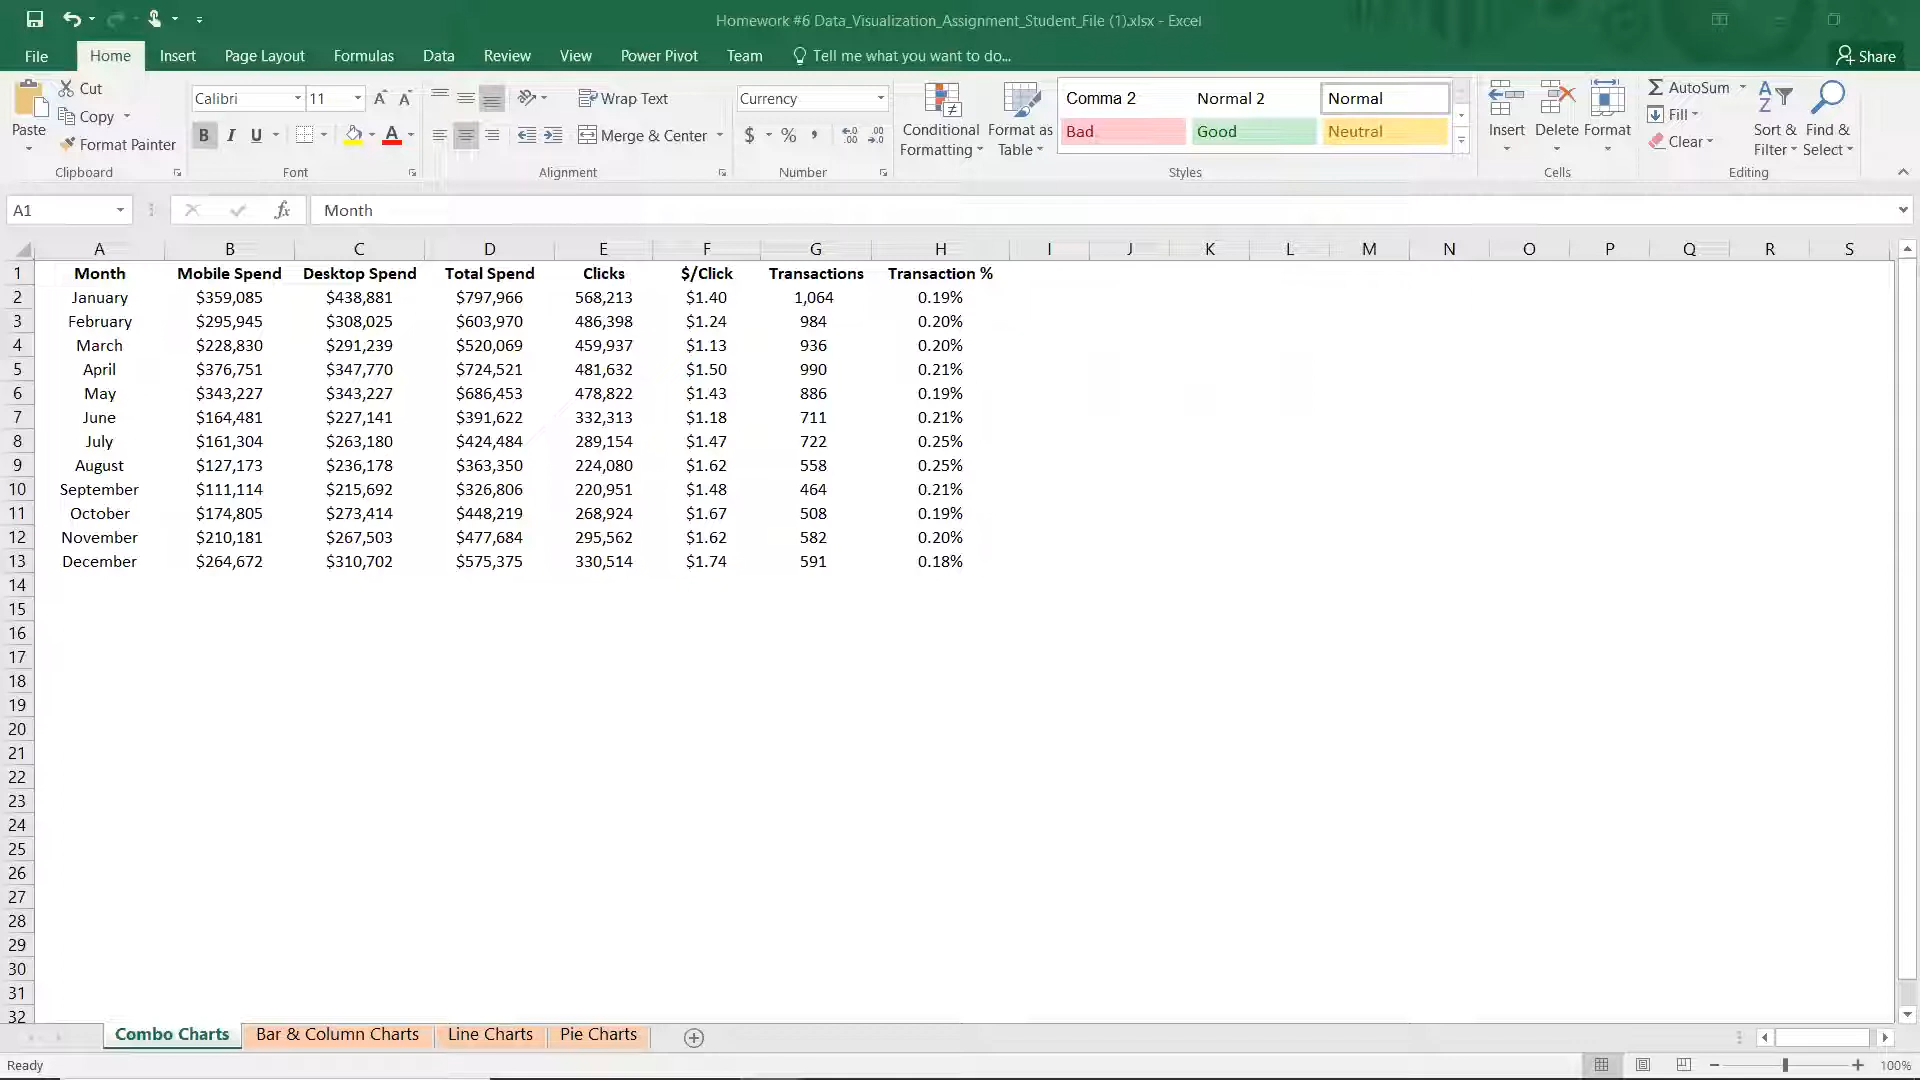 Homework #6 Data_Visualization_Assignment_Student_File (1).xlsx - Excel
File Home Insert Page Layout Formulas Data Review View Power Pivot Team Tell me what you want to do... Share
Paste
Cut
Copy
Format Painter
Clipboard
Calibri 11
B I U
Font
Wrap Text
Merge & Center
Alignment
Currency
$ % ,
Number
Conditional Formatting
Format as Table
Comma 2 Normal 2 Normal
Bad Good Neutral
Styles
Insert Delete Format
Cells
AutoSum
Fill
Clear
Sort & Filter
Find & Select
Editing
A1 fx Month
A B C D E F G H I J K L M N O P Q R S
1 Month Mobile Spend Desktop Spend Total Spend Clicks $/Click Transactions Transaction %
2 January $359,085 $438,881 $797,966 568,213 $1.40 1,064 0.19%
3 February $295,945 $308,025 $603,970 486,398 $1.24 984 0.20%
4 March $228,830 $291,239 $520,069 459,937 $1.13 936 0.20%
5 April $376,751 $347,770 $724,521 481,632 $1.50 990 0.21%
6 May $343,227 $343,227 $686,453 478,822 $1.43 886 0.19%
7 June $164,481 $227,141 $391,622 332,313 $1.18 711 0.21%
8 July $161,304 $263,180 $424,484 289,154 $1.47 722 0.25%
9 August $127,173 $236,178 $363,350 224,080 $1.62 558 0.25%
10 September $111,114 $215,692 $326,806 220,951 $1.48 464 0.21%
11 October $174,805 $273,414 $448,219 268,924 $1.67 508 0.19%
12 November $210,181 $267,503 $477,684 295,562 $1.62 582 0.20%
13 December $264,672 $310,702 $575,375 330,514 $1.74 591 0.18%
14
15
16
17
18
19
20
21
22
23
24
25
26
27
28
29
30
31
32
Combo Charts Bar & Column Charts Line Charts Pie Charts
Ready 100%